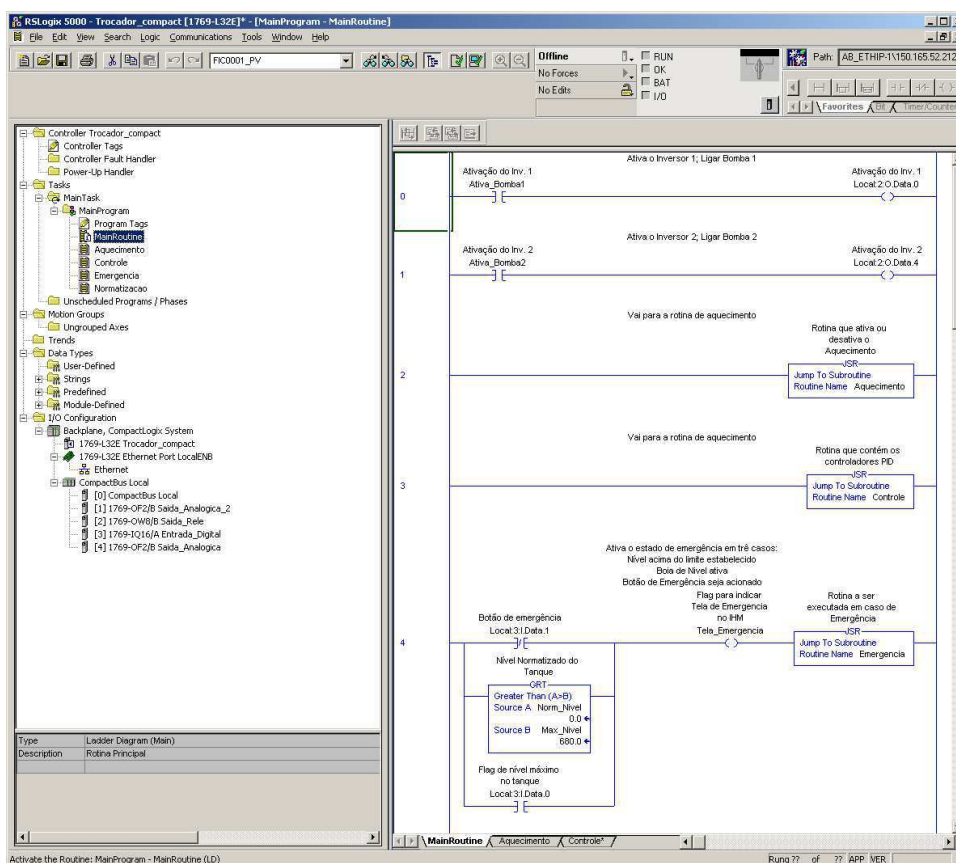 RSLogix 5000 - Trocador_compact [1769-L32E]* - [MainProgram - MainRoutine]
File Edit View Search Logic Communications Tools Window Help
FIC0001_PV
Offline
No Forces
No Edits
RUN
OK
BAT
I/O
Path: AB_ETHIP-1\150.165.52.212
Favorites
Bit
Timer/Counter
Controller Trocador_compact
Controller Tags
Controller Fault Handler
Power-Up Handler
Tasks
MainTask
MainProgram
Program Tags
MainRoutine
Aquecimento
Controle
Emergencia
Normatizacao
Unscheduled Programs / Phases
Motion Groups
Ungrouped Axes
Trends
Data Types
User-Defined
Strings
Predefined
Module-Defined
I/O Configuration
Backplane, CompactLogix System
1769-L32E Trocador_compact
1769-L32E Ethernet Port LocalENB
Ethernet
CompactBus Local
[0] CompactBus Local
[1] 1769-OF2/B Saida_Analogica_2
[2] 1769-OW8/B Saida_Rele
[3] 1769-IQ16/A Entrada_Digital
[4] 1769-OF2/B Saida_Analogica
Type Ladder Diagram (Main)
Description Rotina Principal
Ativa o Inversor 1; Ligar Bomba 1
Ativação do Inv. 1
Ativa_Bomba1
Ativação do Inv. 1
Local:2:O.Data.0
0
Ativa o Inversor 2; Ligar Bomba 2
Ativação do Inv. 2
Ativa_Bomba2
Ativação do Inv. 2
Local:2:O.Data.4
1
Vai para a rotina de aquecimento
Rotina que ativa ou
desativa o
Aquecimento
JSR
2
Jump To Subroutine
Routine Name Aquecimento
Vai para a rotina de aquecimento
Rotina que contém os
controladores PID
JSR
3
Jump To Subroutine
Routine Name Controle
Ativa o estado de emergência em três casos:
Nível acima do limite estabelecido
Boia de Nível ativa
Botão de Emergência seja acionado
Flag para indicar
Tela de Emergencia
no IHM
Tela_Emergencia
Rotina a ser
executada em caso de
Emergência
JSR
Jump To Subroutine
Routine Name Emergencia
Botão de emergência
Local:3:I.Data.1
4
Nível Normatizado do
Tanque
GRT
Greater Than (A>B)
Source A Norm_Nivel
0.0
Source B Max_Nivel
680.0
Flag de nível máximo
no tanque
Local:3:I.Data.0
MainRoutine
Aquecimento
Controle*
Activate the Routine: MainProgram - MainRoutine (LD)
Rung ?? of ?? APP VER